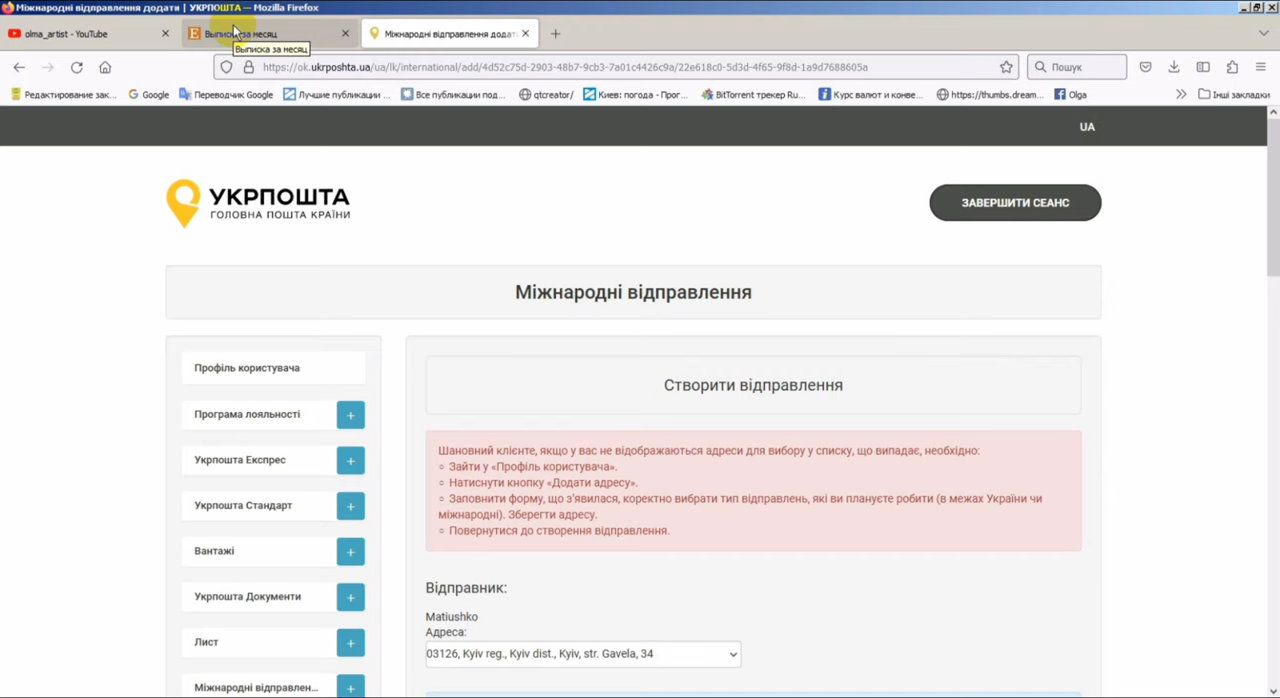 Міжнародні відправлення додати | УКРПОШТА — Mozilla Firefox
olma_artist - YouTube
Выписка за месяц
Міжнародні відправлення додат
Выписка за месяц
https://ok.ukrposhta.ua/ua/lk/international/add/4d52c75d-2903-48b7-9cb3-7a01c4426c9a/22e618c0-5d3d-4f65-9f8d-1a9d7688605a
Пошук
Редактирование зак...
Google
Переводчик Google
Лучшие публикации ...
Все публикации под...
qtcreator/
Киев: погода - Прог...
BitTorrent трекер Ru...
Курс валют и конве...
https://thumbs.dream...
Olga
Інші закладки
UA
УКРПОШТА
ГОЛОВНА ПОШТА КРАЇНИ
ЗАВЕРШИТИ СЕАНС
Міжнародні відправлення
Профіль користувача
Програма лояльності
Укрпошта Експрес
Укрпошта Стандарт
Вантажі
Укрпошта Документи
Лист
Міжнародні відправлен...
Створити відправлення
Шановний клієнте, якщо у вас не відображаються адреси для вибору у списку, що випадає, необхідно:
○ Зайти у «Профіль користувача».
○ Натиснути кнопку «Додати адресу».
○ Заповнити форму, що з’явилася, коректно вибрати тип відправлень, які ви плануєте робити (в межах України чи
міжнародні). Зберегти адресу.
○ Повернутися до створення відправлення.
Відправник:
Matiushko
Адреса:
03126, Kyiv reg., Kyiv dist., Kyiv, str. Gavela, 34